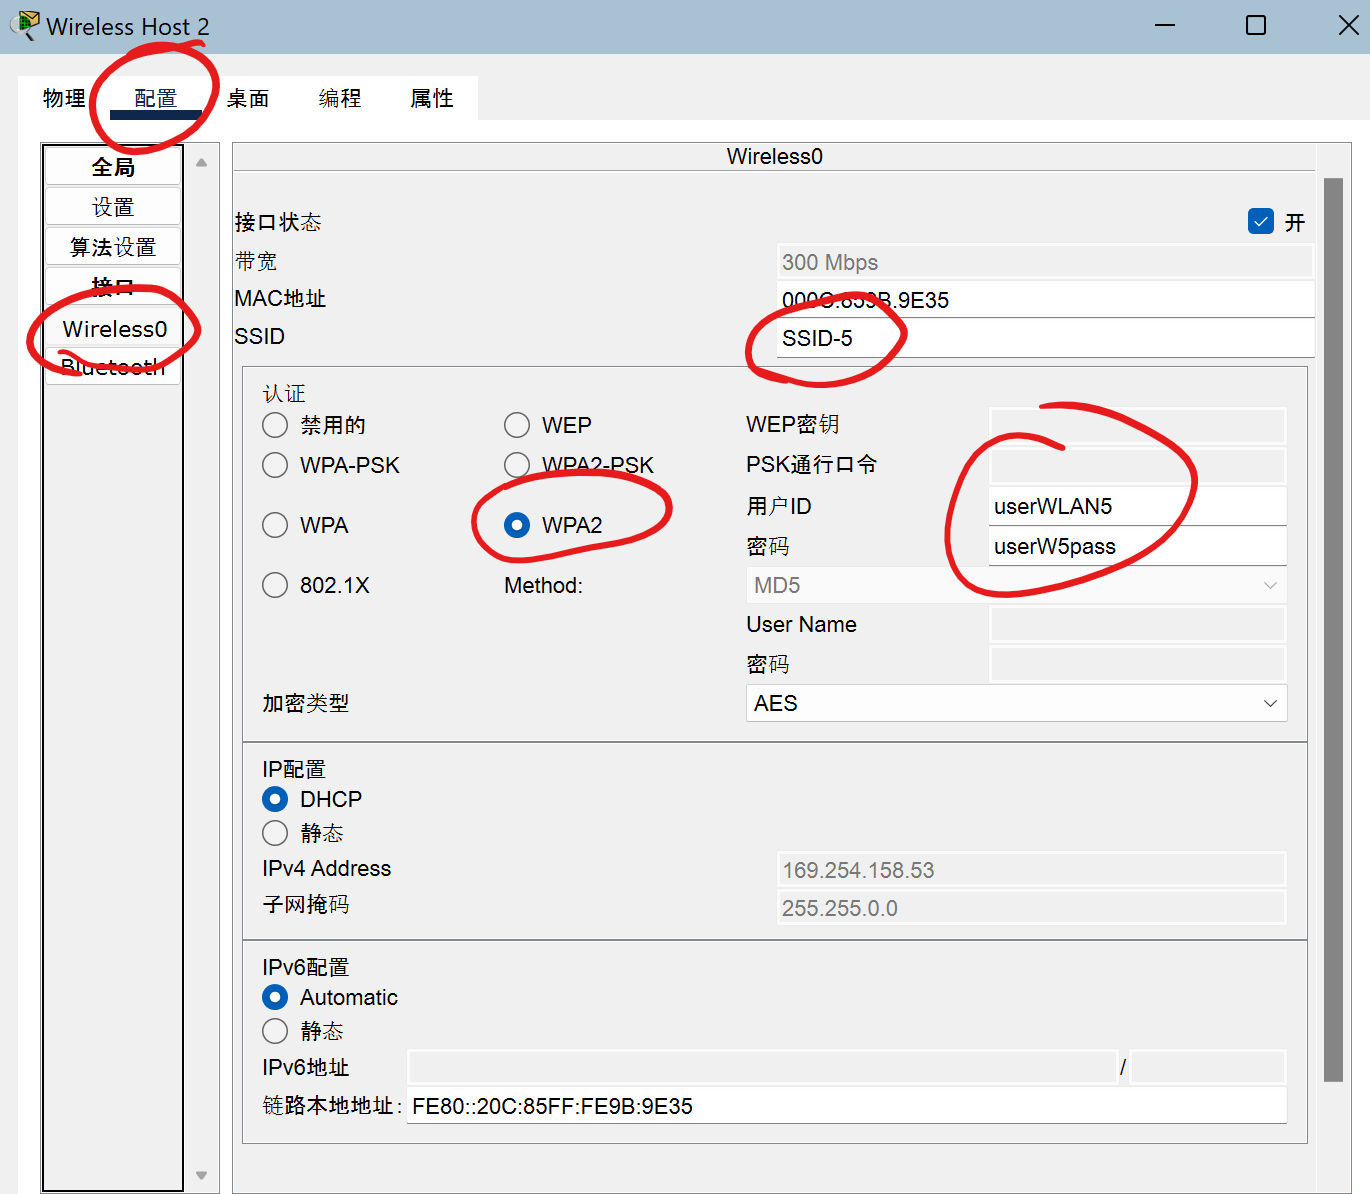 Wireless Host 2
物理 配置 桌面 编程 属性
全局
设置
算法设置
接口
Wireless0
Bluetooth
Wireless0
接口状态 开
带宽 300 Mbps
MAC地址 000C.859B.9E35
SSID SSID-5
认证
禁用的 WEP WEP密钥
WPA-PSK WPA2-PSK PSK通行口令
用户ID userWLAN5
WPA WPA2
密码 userW5pass
802.1X Method: MD5
User Name
密码
加密类型 AES
IP配置
DHCP
静态
IPv4 Address 169.254.158.53
子网掩码 255.255.0.0
IPv6配置
Automatic
静态
IPv6地址 /
链路本地地址: FE80::20C:85FF:FE9B:9E35